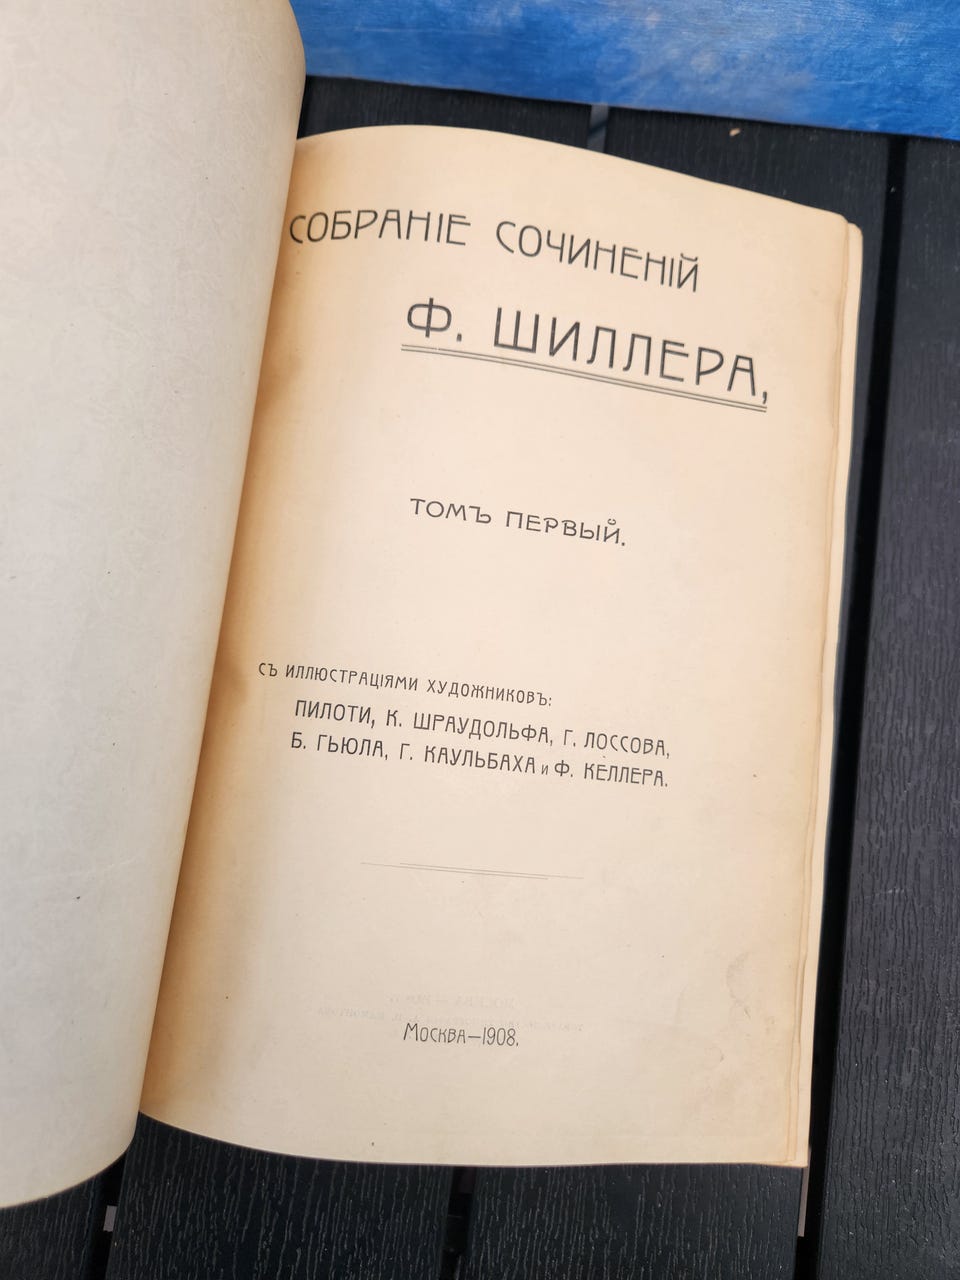 СОБРАНІЕ СОЧИНЕНІЙ
Ф. ШИЛЛЕРА,
ТОМЪ ПЕРВЫЙ.
СЪ ИЛЛЮСТРАЦІЯМИ ХУДОЖНИКОВЪ:
ПИЛОТИ, К. ШРАУДОЛЬФА, Г. ЛОССОВА,
Б. ГЬЮЛА, Г. КАУЛЬБАХА и Ф. КЕЛЛЕРА.
МОСКВА—1908.